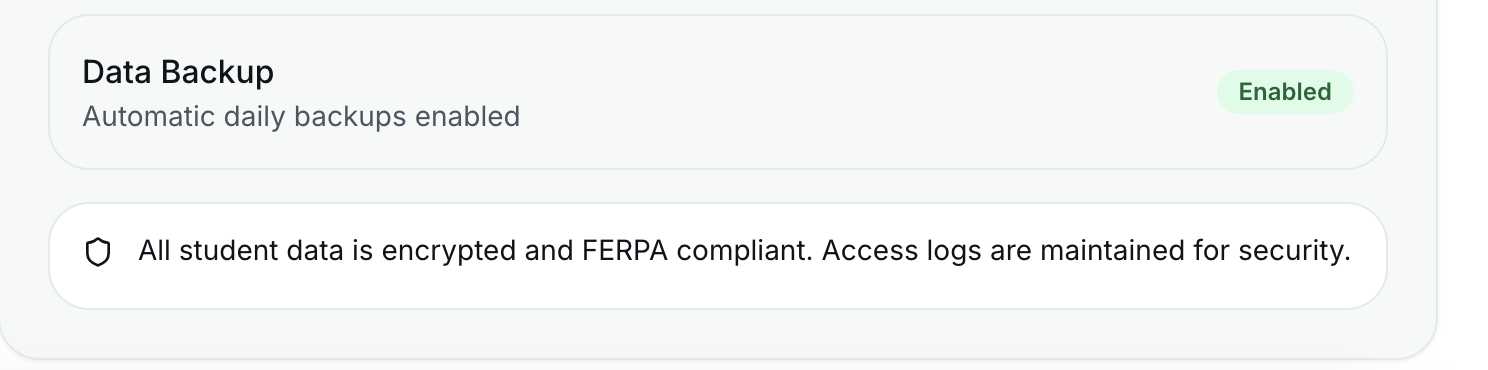 Data Backup
Automatic daily backups enabled
Enabled
All student data is encrypted and FERPA compliant. Access logs are maintained for security.